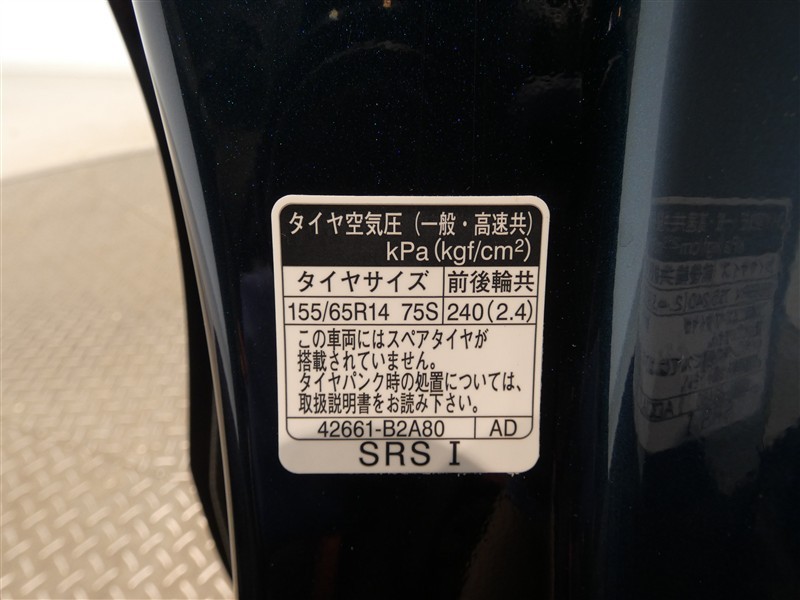 タイヤ空気圧（一般・高速共）
kPa(kgf/cm²)
タイヤサイズ 前後輪共
155/65R14 75S 240(2.4)
この車両にはスペアタイヤが
搭載されていません。
タイヤパンク時の処置については、
取扱説明書をお読み下さい。
42661-B2A80 AD
SRS I